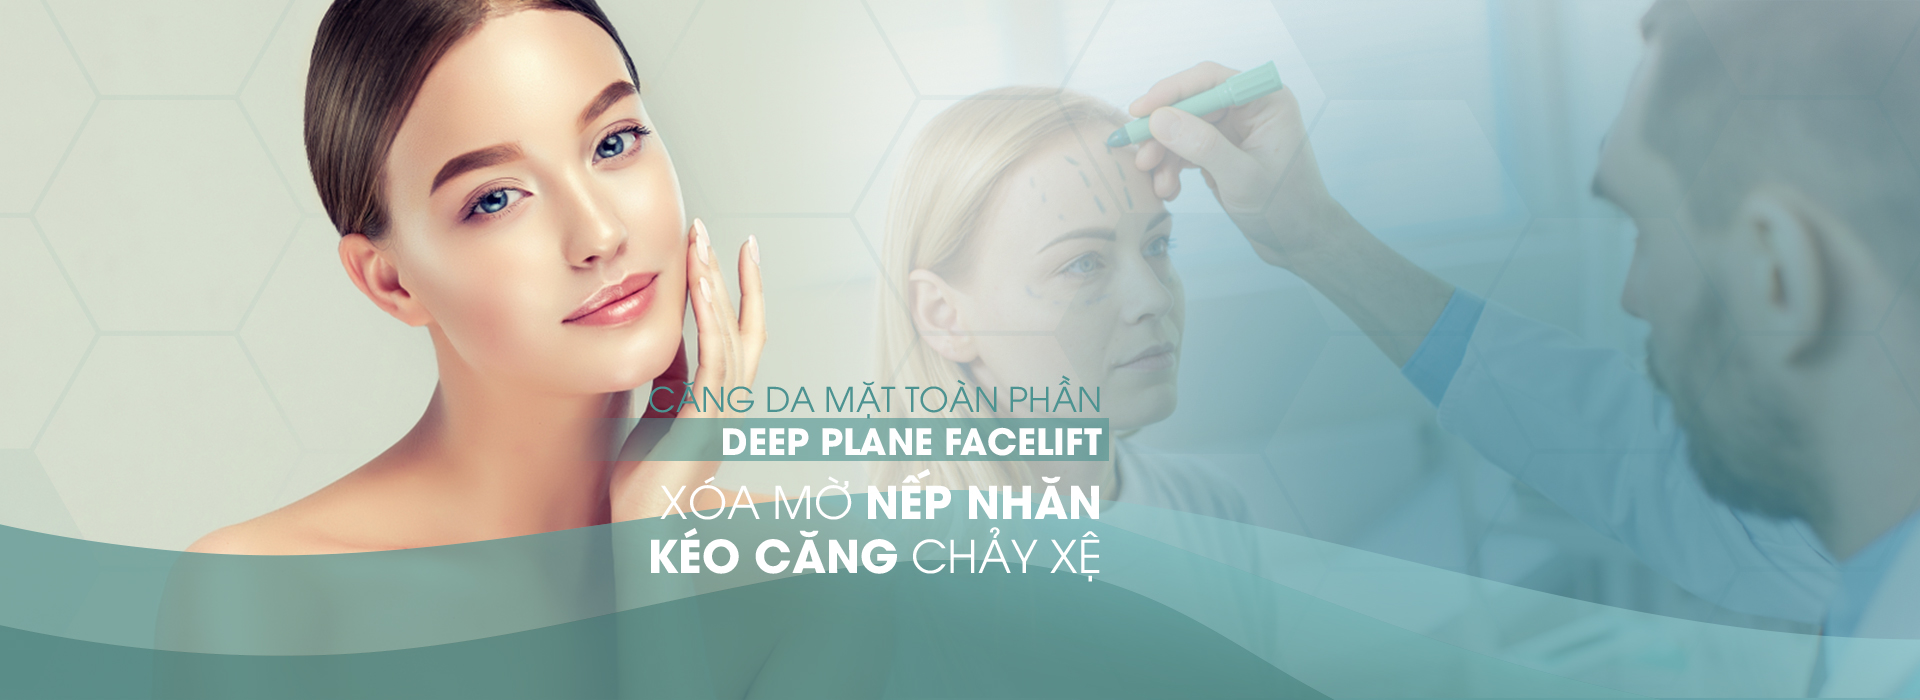 CĂNG DA MẶT TOÀN PHẦN
DEEP PLANE FACELIFT
XÓA MỜ NẾP NHĂN
KÉO CĂNG CHẢY XỆ